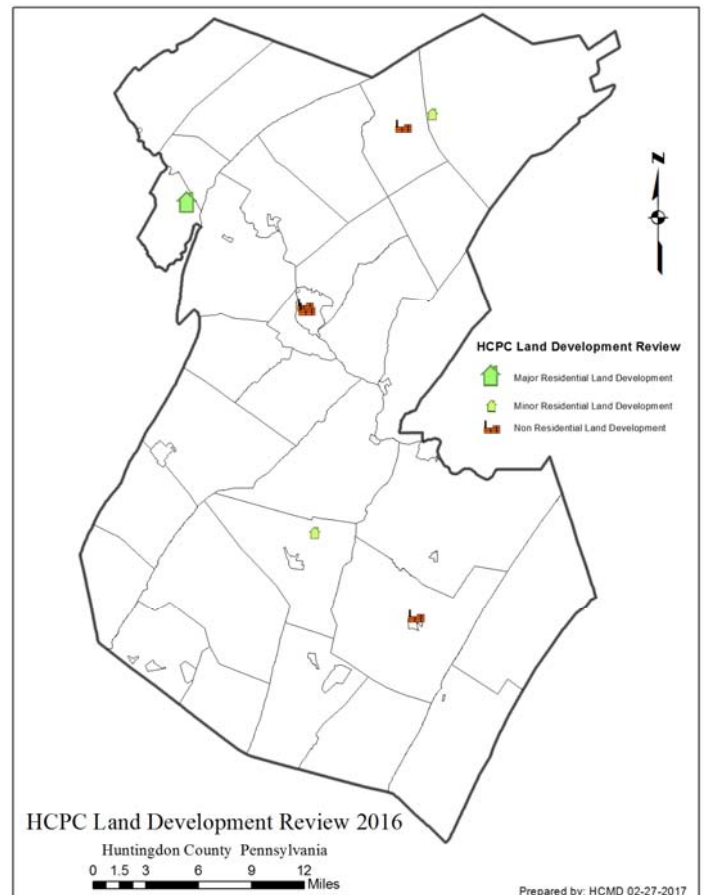 N
HCPC Land Development Review
Major Residential Land Development
Minor Residential Land Development
Non Residential Land Development
HCPC Land Development Review 2016
Huntingdon County Pennsylvania
0 1.5 3 6 9 12
Miles
Prepared by: HCMD 02-27-2017